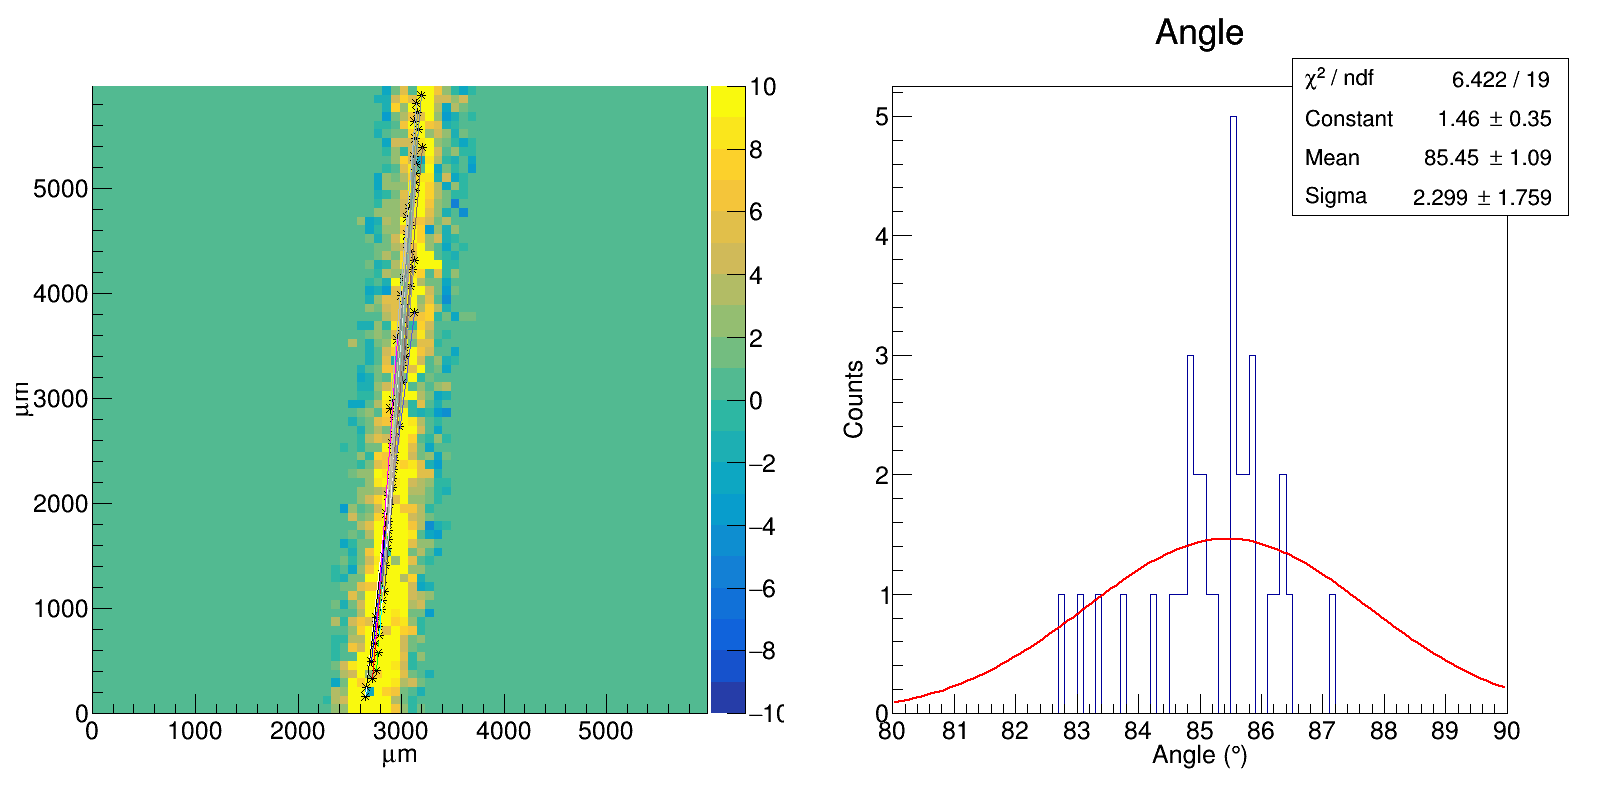 Angle
χ² / ndf 6.422 / 19
Constant 1.46 ± 0.35
Mean 85.45 ± 1.09
Sigma 2.299 ± 1.759
10
8
6
4
2
0
−2
−4
−6
−8
−10
5000
4000
3000
2000
1000
0
μm
0 1000 2000 3000 4000 5000
μm
5
4
3
2
1
0
Counts
80 81 82 83 84 85 86 87 88 89 90
Angle (°)